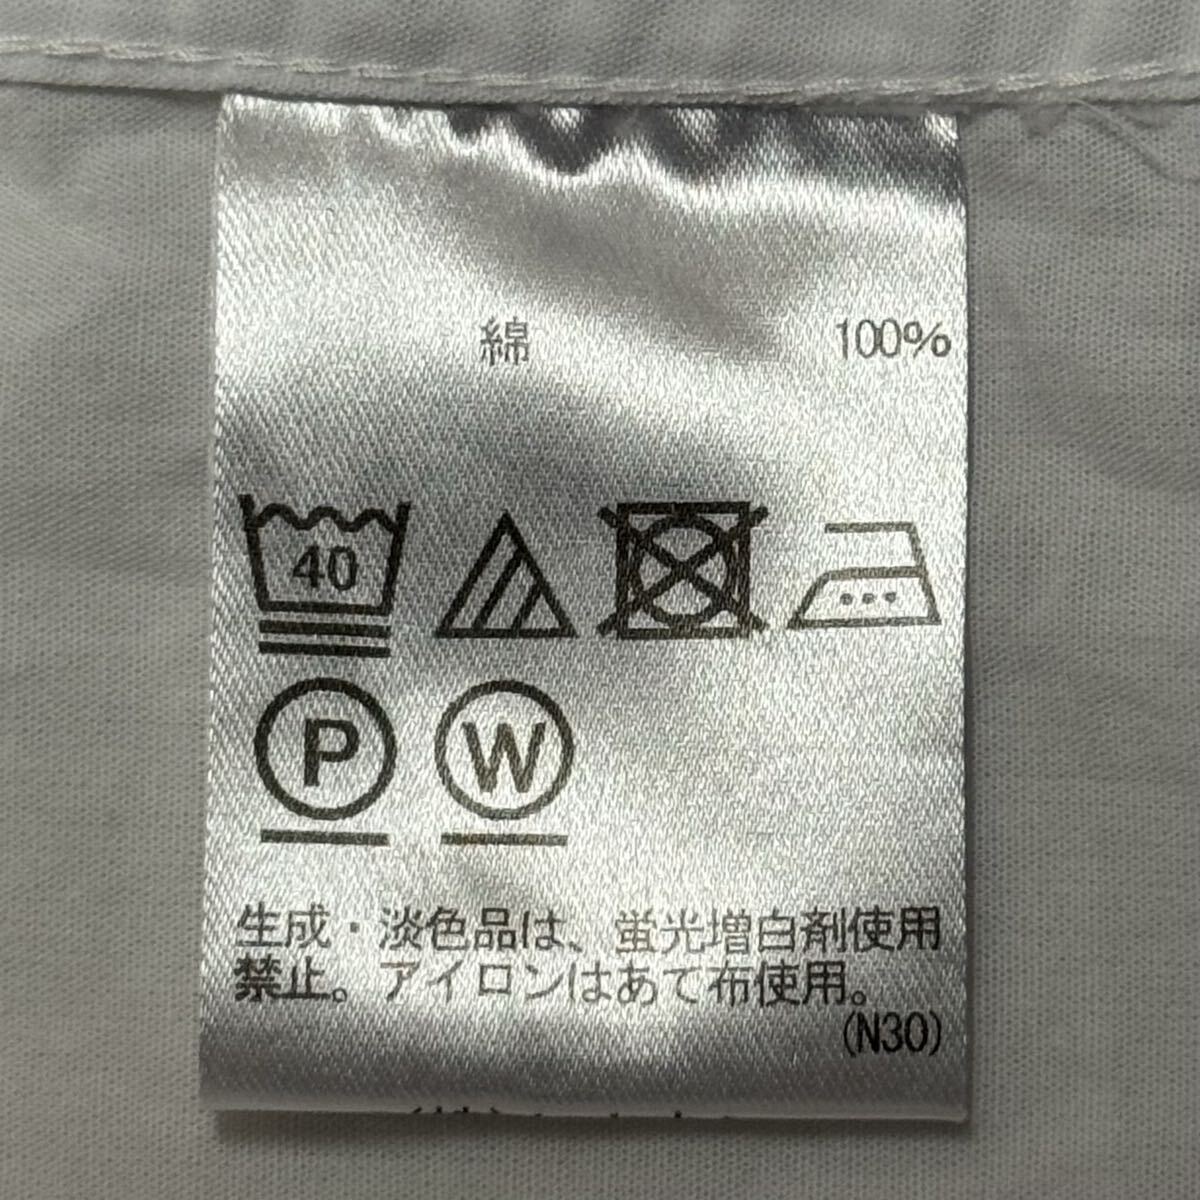 綿 100%
40
P W
生成・淡色品は、蛍光増白剤使用
禁止。アイロンはあて布使用。
(N30)